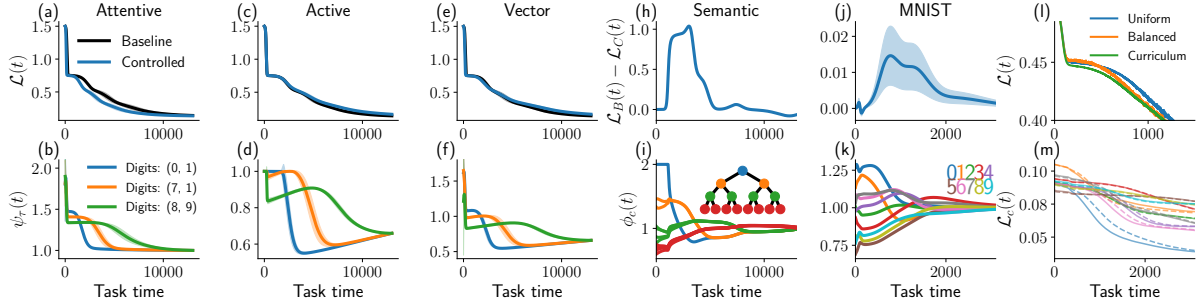 (a) Attentive
(c) Active
(e) Vector
(h) Semantic
(j) MNIST
(l)
1.5
1.0
0.5
ℒ(t)
Baseline
Controlled
0
10000
1.5
1.0
0.5
0
10000
1.5
1.0
0.5
0
10000
ℒ_B(t) − ℒ_C(t)
1.0
0.5
0.0
0
10000
0.02
0.01
0.00
0
2000
ℒ(t)
0.45
0.40
Uniform
Balanced
Curriculum
0
1000
(b)
(d)
(f)
(i)
(k)
(m)
ψ_τ(t)
2.0
1.5
1.0
Digits: (0, 1)
Digits: (7, 1)
Digits: (8, 9)
0
10000
Task time
1.0
0.8
0.6
0
10000
Task time
1.5
1.0
0.5
0
10000
Task time
ϕ_c(t)
2
1
0
10000
Task time
1.25
1.00
0.75
01234
56789
0
2000
Task time
ℒ_c(t)
0.10
0.08
0.05
0
2000
Task time